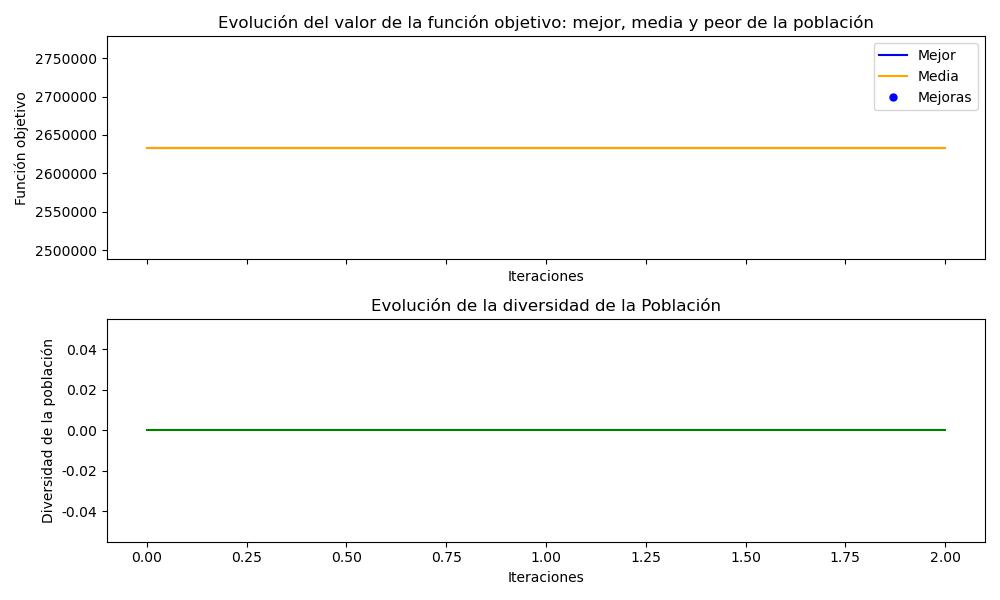 Evolución del valor de la función objetivo: mejor, media y peor de la población
Función objetivo
2750000
2700000
2650000
2600000
2550000
2500000
Mejor
Media
Mejoras
Iteraciones
Evolución de la diversidad de la Población
Diversidad de la población
0.04
0.02
0.00
-0.02
-0.04
0.00 0.25 0.50 0.75 1.00 1.25 1.50 1.75 2.00
Iteraciones